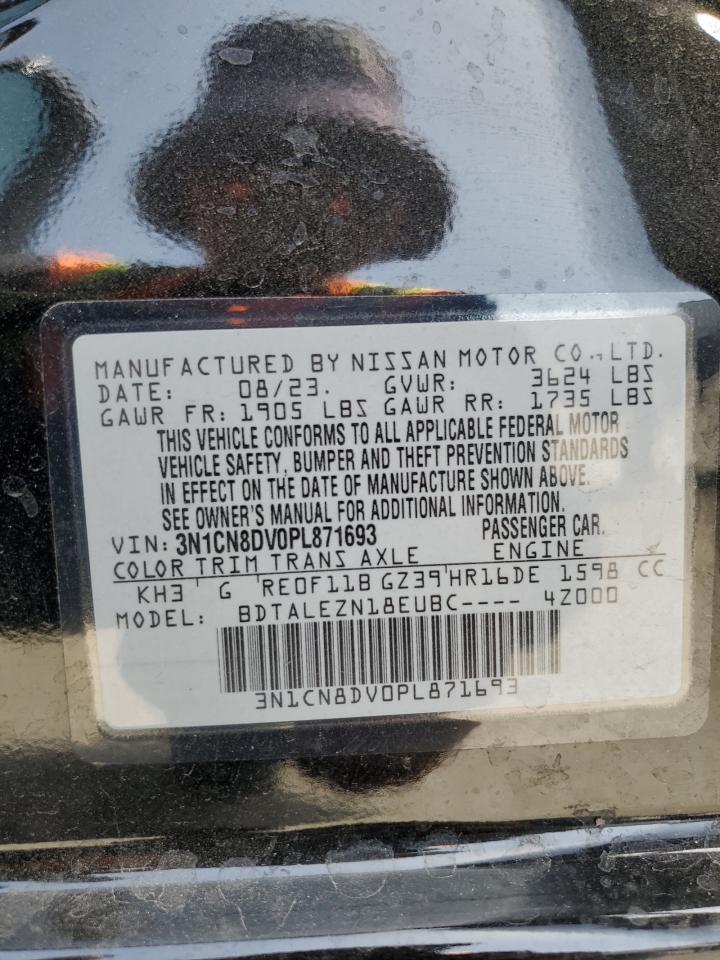 MANUFACTURED BY NISSAN MOTOR CO., LTD.
DATE: 08/23. GVWR: 3624 LBS
GAWR FR: 1905 LBS GAWR RR: 1735 LBS
THIS VEHICLE CONFORMS TO ALL APPLICABLE FEDERAL MOTOR
VEHICLE SAFETY, BUMPER AND THEFT PREVENTION STANDARDS
IN EFFECT ON THE DATE OF MANUFACTURE SHOWN ABOVE.
SEE OWNER'S MANUAL FOR ADDITIONAL INFORMATION.
VIN: 3N1CN8DV0PL871693 PASSENGER CAR.
COLOR TRIM TRANS AXLE ENGINE
KH3 G RE0F11B GZ39 HR16DE 1598 CC
MODEL: BDTALEZN18EUBC---- 4Z000
3N1CN8DV0PL871693